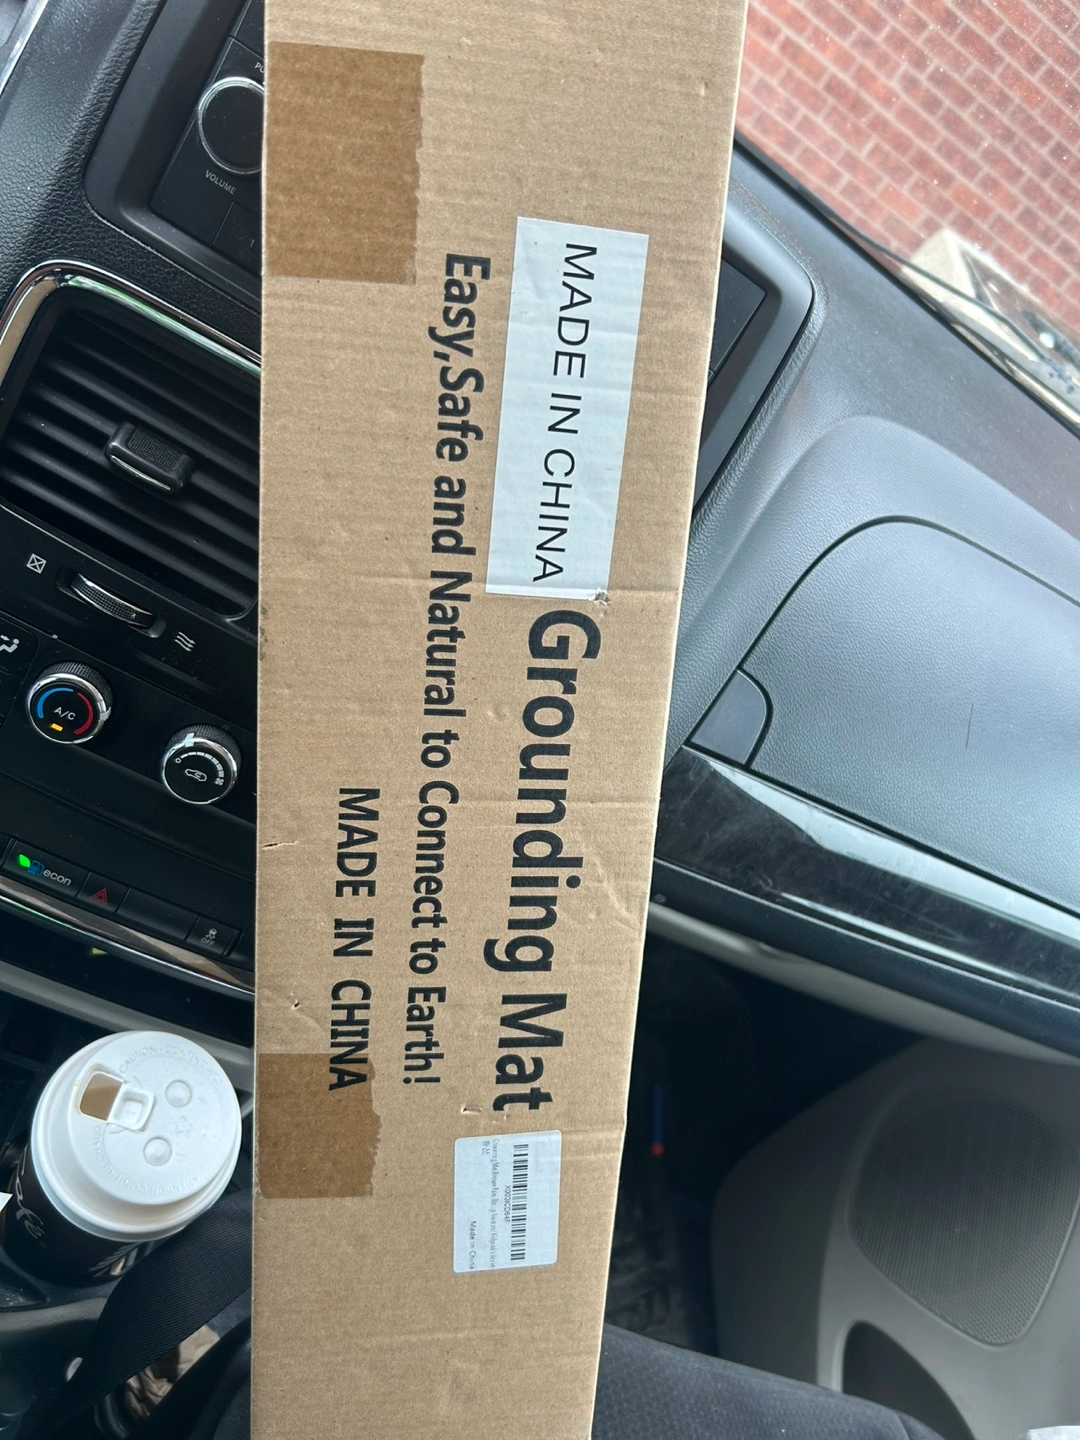 MADE IN CHINA
Grounding Mat
Easy,Safe and Natural to Connect to Earth!
MADE IN CHINA
Made in China
VOLUME
A/C
econ
OFF